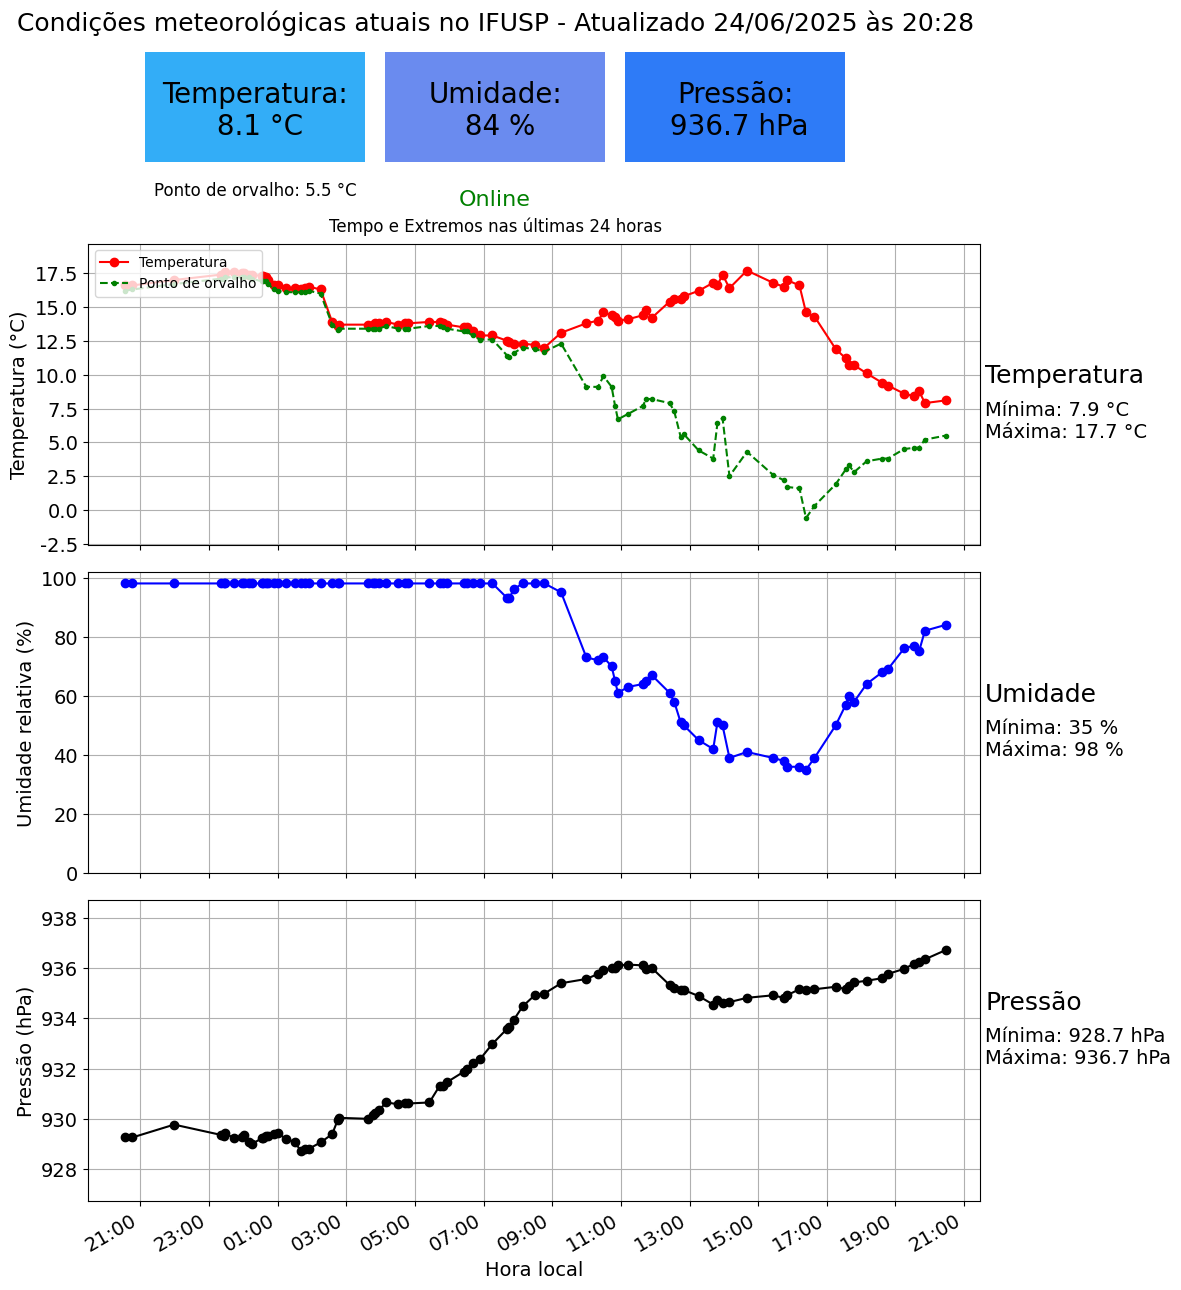 Condições meteorológicas atuais no IFUSP - Atualizado 24/06/2025 às 20:28
Temperatura:
8.1 °C
Umidade:
84 %
Pressão:
936.7 hPa
Ponto de orvalho: 5.5 °C
Online
Tempo e Extremos nas últimas 24 horas
Temperatura
Ponto de orvalho
Temperatura (°C)
17.5
15.0
12.5
10.0
7.5
5.0
2.5
0.0
-2.5
Temperatura
Mínima: 7.9 °C
Máxima: 17.7 °C
Umidade relativa (%)
100
80
60
40
20
0
Umidade
Mínima: 35 %
Máxima: 98 %
Pressão (hPa)
938
936
934
932
930
928
Pressão
Mínima: 928.7 hPa
Máxima: 936.7 hPa
21:00 23:00 01:00 03:00 05:00 07:00 09:00 11:00 13:00 15:00 17:00 19:00 21:00
Hora local